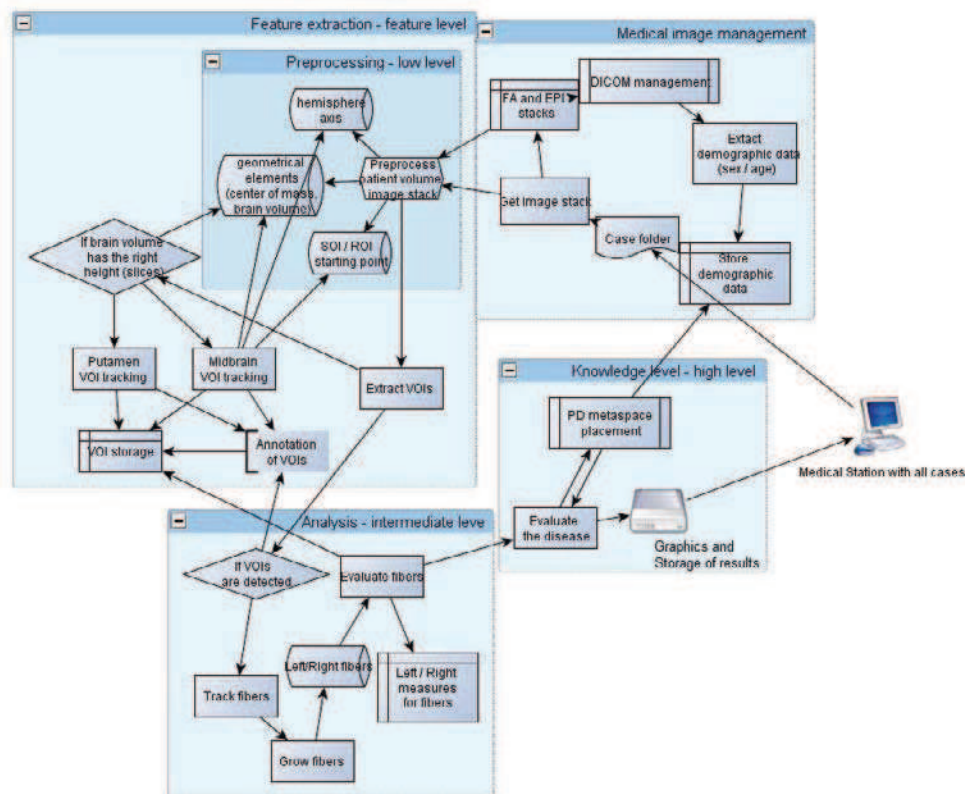 Feature extraction - feature level
Medical image management
Preprocessing - low level
hemisphere
axis
FA and EPI
stacks
DICOM management
Extact
demographic data
(sex / age)
geometrical
elements
(center of mass,
brain volume)
Preprocess
patient volume
image stack
Get image stack
If brain volume
has the right
height (slices)
SOI / ROI
starting point
Case folder
Store
demographic
data
Putamen
VOI tracking
Midbrain
VOI tracking
Extract VOIs
Knowledge level - high level
PD metaspace
placement
VOI storage
Annotation
of VOIs
Medical Station with all cases
Analysis - intermediate leve
Evaluate
the disease
Graphics and
Storage of results
If VOIs
are detected
Evaluate fibers
Left/Right fibers
Left / Right
measures
for fibers
Track fibers
Grow fibers